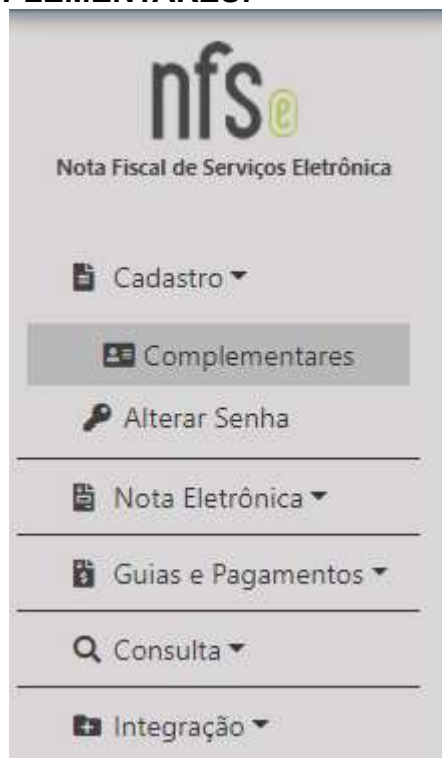 nfse
Nota Fiscal de Serviços Eletrônica
Cadastro
Complementares
Alterar Senha
Nota Eletrônica
Guias e Pagamentos
Consulta
Integração